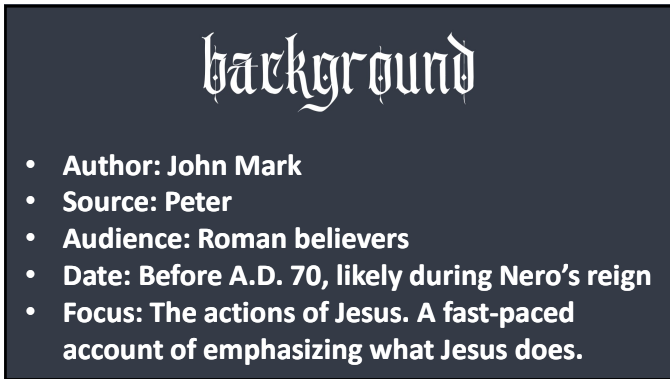 background
• Author: John Mark
• Source: Peter
• Audience: Roman believers
• Date: Before A.D. 70, likely during Nero’s reign
• Focus: The actions of Jesus. A fast-paced
account of emphasizing what Jesus does.